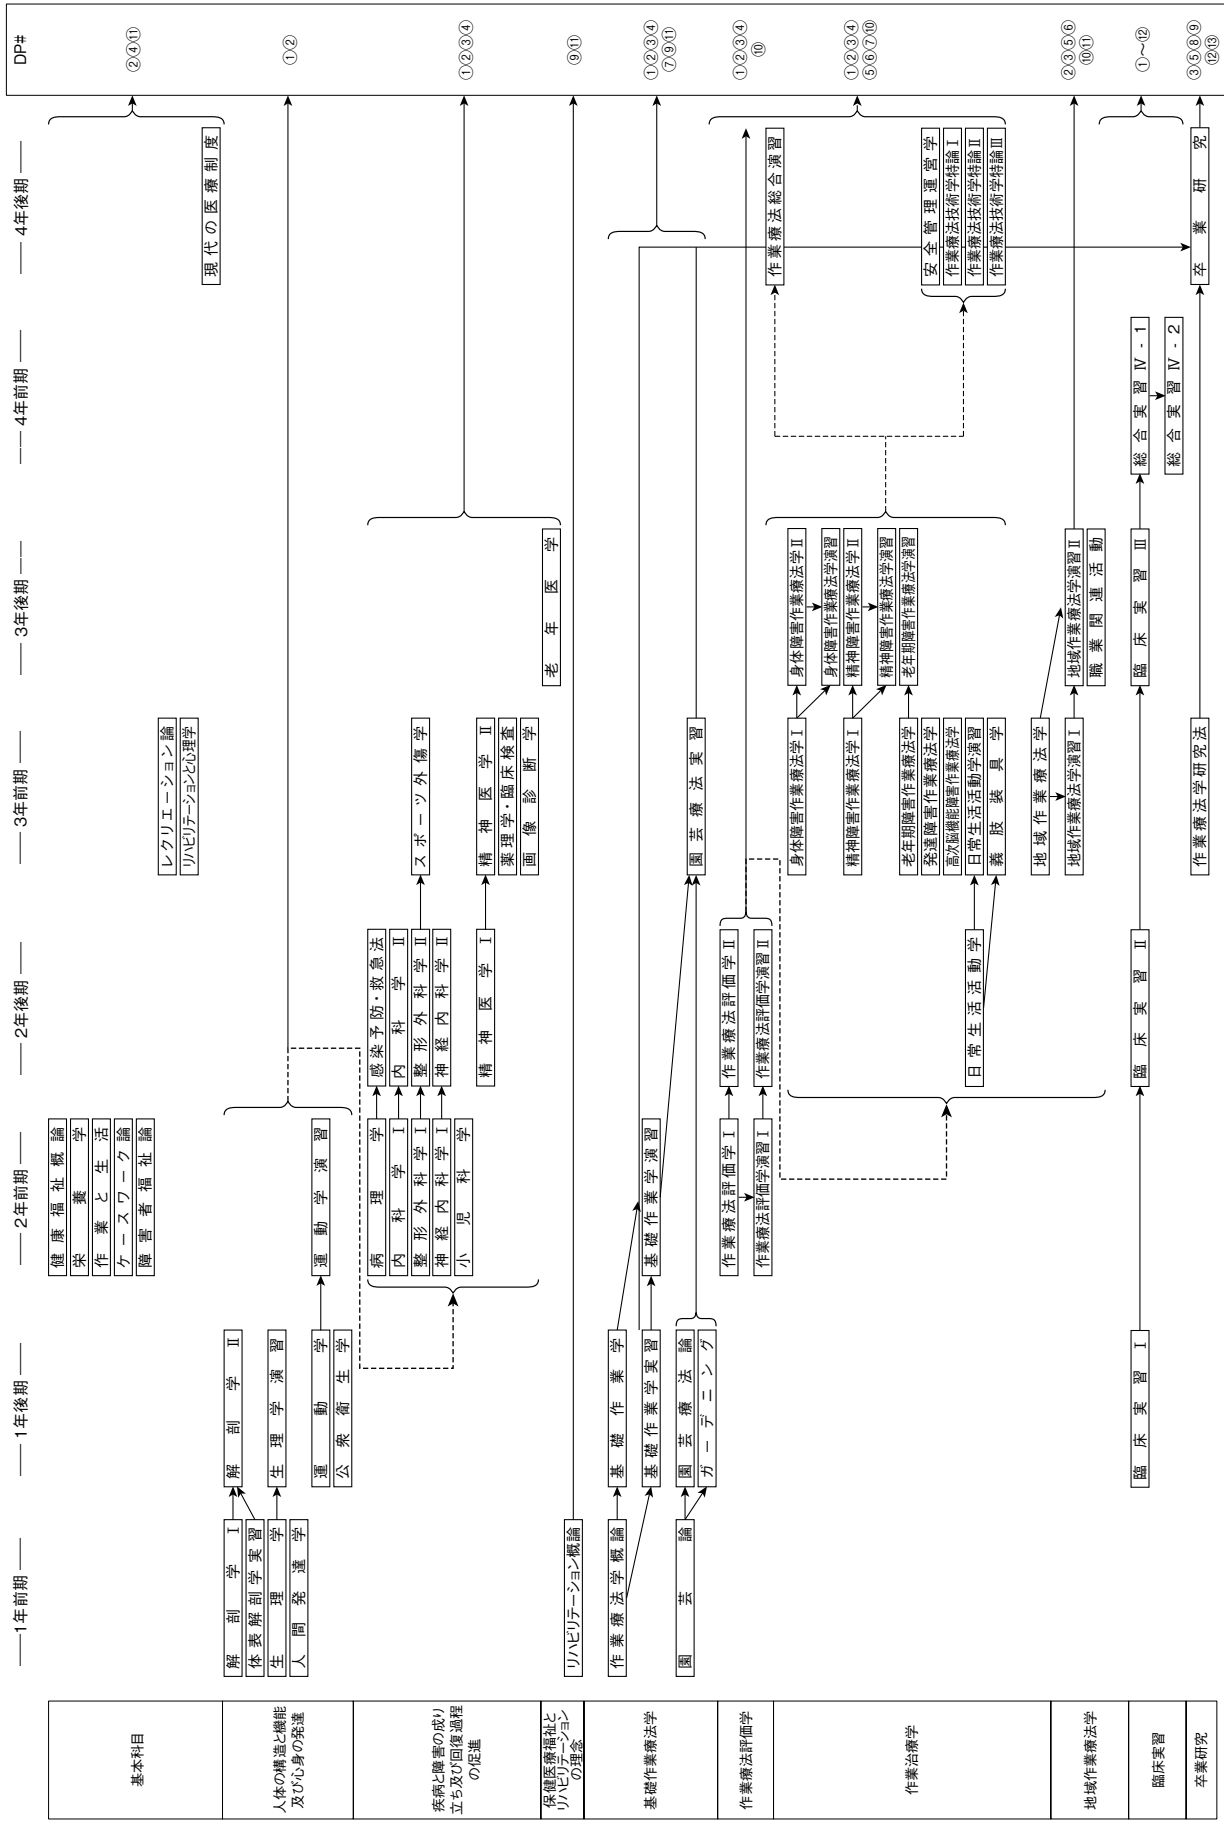 ——1年前期——
——1年後期——
——2年前期——
——2年後期——
——3年前期——
——3年後期——
——4年前期——
——4年後期——
DP#
基本科目
健康福祉概論
栄養学
作業と生活
ケースワーク論
障害者福祉論
レクリエーション論
リハビリテーションと心理学
現代の医療制度
②④⑪
人体の構造と機能
及び心身の発達
解剖学Ⅰ
体表解剖学実習
生理学
人間発達学
解剖学Ⅱ
生理学演習
運動学
公衆衛生学
運動学演習
①②
疾病と障害の成り
立ち及び回復過程
の促進
病理学
内科学Ⅰ
整形外科学Ⅰ
神経内科学Ⅰ
小児科学
感染予防・救急法
内科学Ⅱ
整形外科学Ⅱ
神経内科学Ⅱ
精神医学Ⅰ
スポーツ外傷学
精神医学Ⅱ
薬理学・臨床検査
画像診断学
老年医学
①②③④
保健医療福祉と
リハビリテーション
の理念
リハビリテーション概論
⑨⑪
基礎作業療法学
作業療法学概論
園芸論
基礎作業学
基礎作業学実習
園芸療法論
ガーデニング
基礎作業学演習
園芸療法実習
①②③④
⑦⑨⑪
作業療法評価学
作業療法評価学Ⅰ
作業療法評価学演習Ⅰ
作業療法評価学Ⅱ
作業療法評価学演習Ⅱ
①②③④
⑩
作業治療学
日常生活活動学
身体障害作業療法学Ⅰ
精神障害作業療法学Ⅰ
老年期障害作業療法学
発達障害作業療法学
高次脳機能障害作業療法学
日常生活活動学演習
義肢装具学
身体障害作業療法学Ⅱ
身体障害作業療法学演習
精神障害作業療法学Ⅱ
精神障害作業療法学演習
老年期障害作業療法学演習
作業療法総合演習
安全管理運営学
作業療法技術学特論Ⅰ
作業療法技術学特論Ⅱ
作業療法技術学特論Ⅲ
①②③④
⑤⑥⑦⑩
地域作業療法学
地域作業療法学
地域作業療法学演習Ⅰ
地域作業療法学演習Ⅱ
職業関連活動
②③⑤⑥
⑩⑪
臨床実習
臨床実習Ⅰ
臨床実習Ⅱ
臨床実習Ⅲ
総合実習Ⅳ-1
総合実習Ⅳ-2
①～⑫
卒業研究
作業療法学研究法
卒業研究
③⑤⑧⑨
⑫⑬